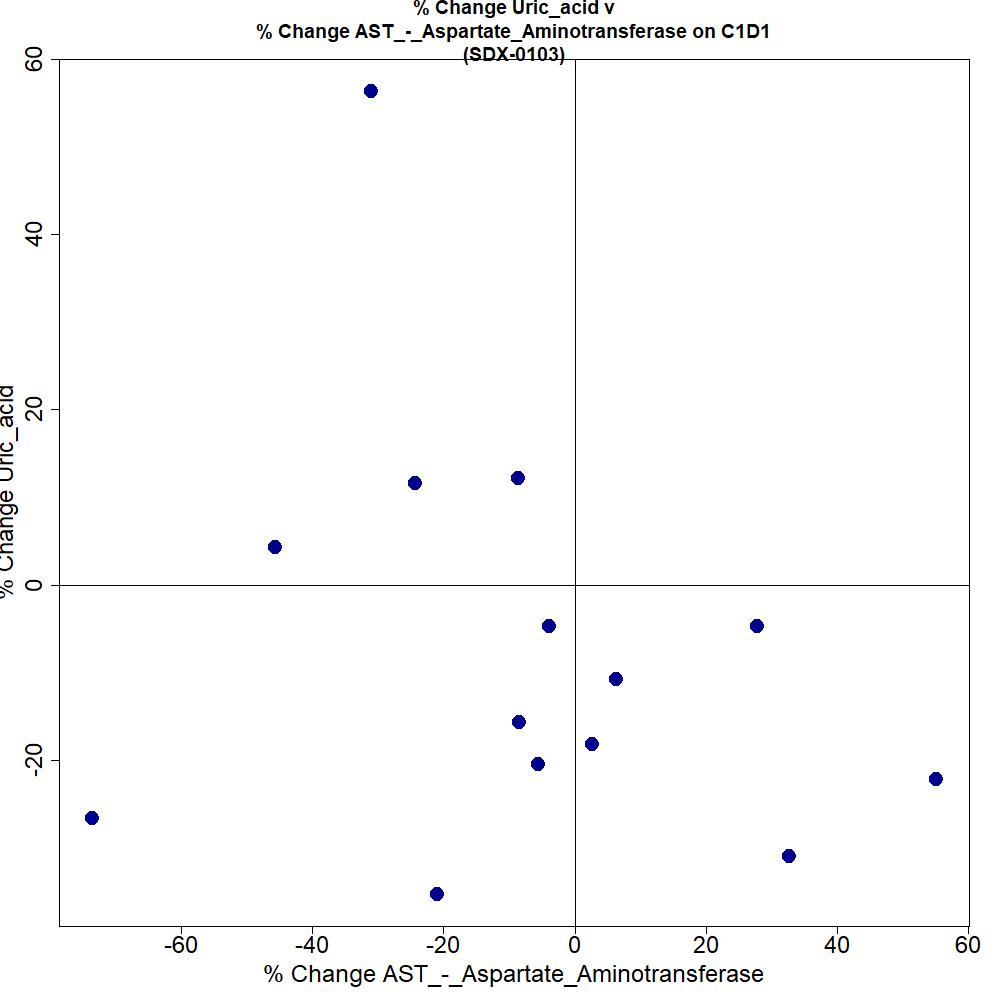 % Change Uric_acid v
% Change AST_-_Aspartate_Aminotransferase on C1D1
(SDX-0103)
60
40
20
0
-20
% Change Uric_acid
-60
-40
-20
0
20
40
60
% Change AST_-_Aspartate_Aminotransferase